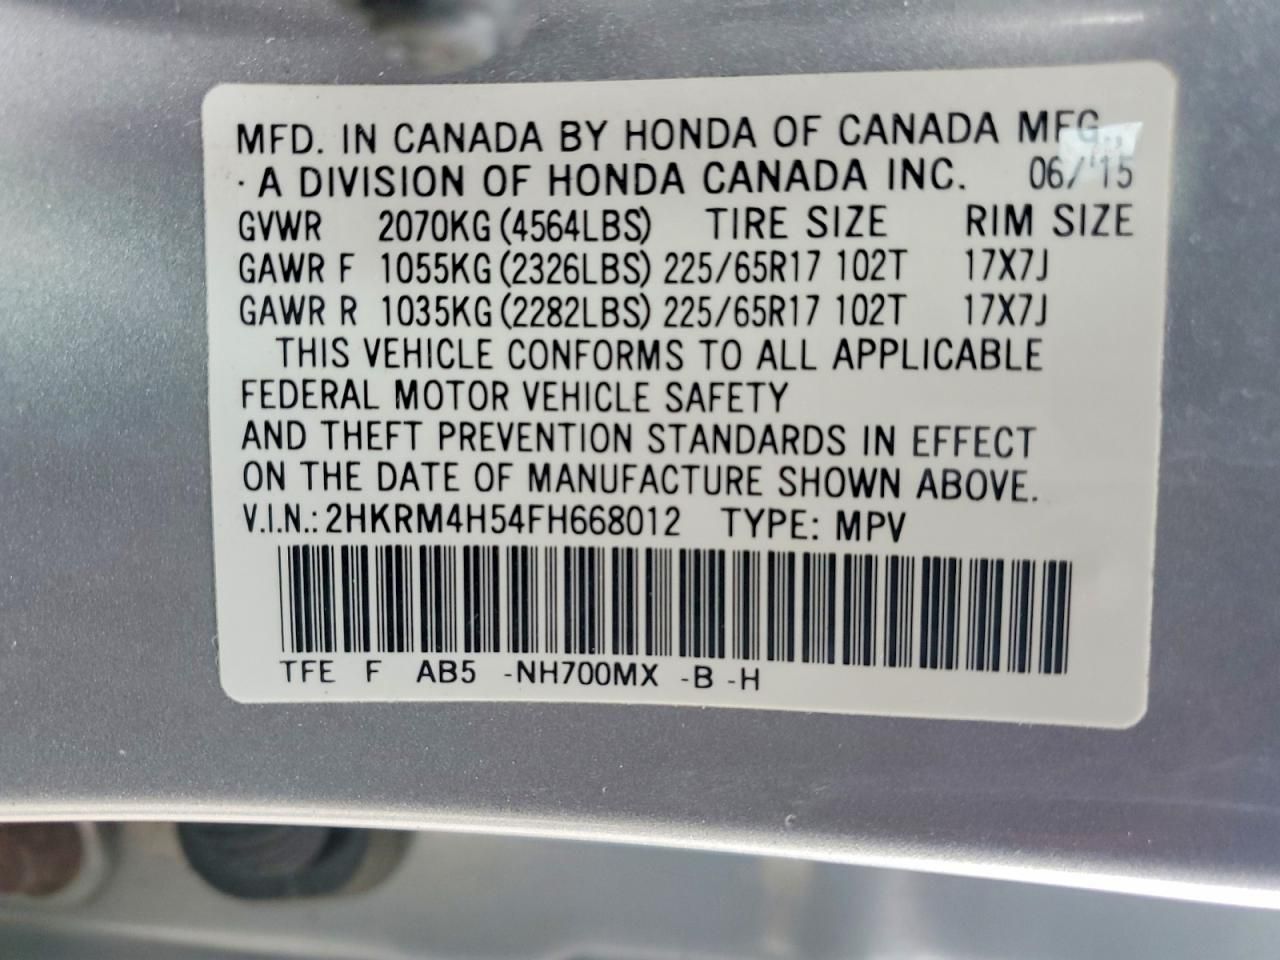 MFD. IN CANADA BY HONDA OF CANADA MFG.,
· A DIVISION OF HONDA CANADA INC. 06/'15
GVWR 2070KG (4564LBS) TIRE SIZE RIM SIZE
GAWR F 1055KG (2326LBS) 225/65R17 102T 17X7J
GAWR R 1035KG (2282LBS) 225/65R17 102T 17X7J
THIS VEHICLE CONFORMS TO ALL APPLICABLE
FEDERAL MOTOR VEHICLE SAFETY
AND THEFT PREVENTION STANDARDS IN EFFECT
ON THE DATE OF MANUFACTURE SHOWN ABOVE.
V.I.N.: 2HKRM4H54FH668012 TYPE: MPV
TFE F AB5 -NH700MX -B -H